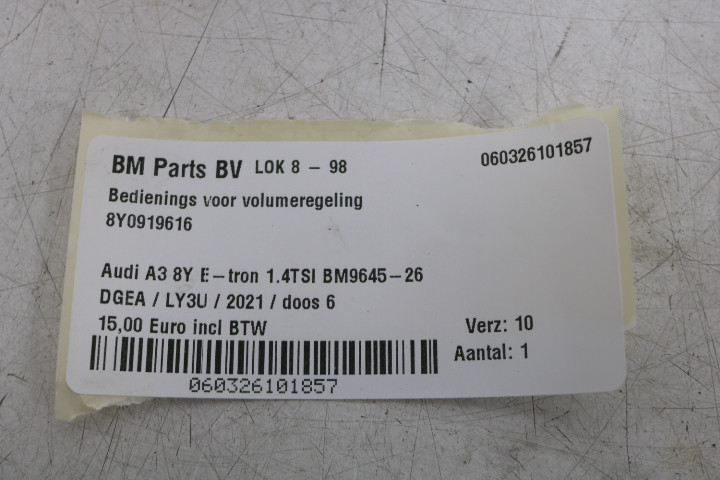 BM Parts BV LOK 8 - 98 060326101857
Bedienings voor volumeregeling
8Y0919616
Audi A3 8Y E-tron 1.4TSI BM9645-26
DGEA / LY3U / 2021 / doos 6
15,00 Euro incl BTW Verz: 10
Aantal: 1
060326101857